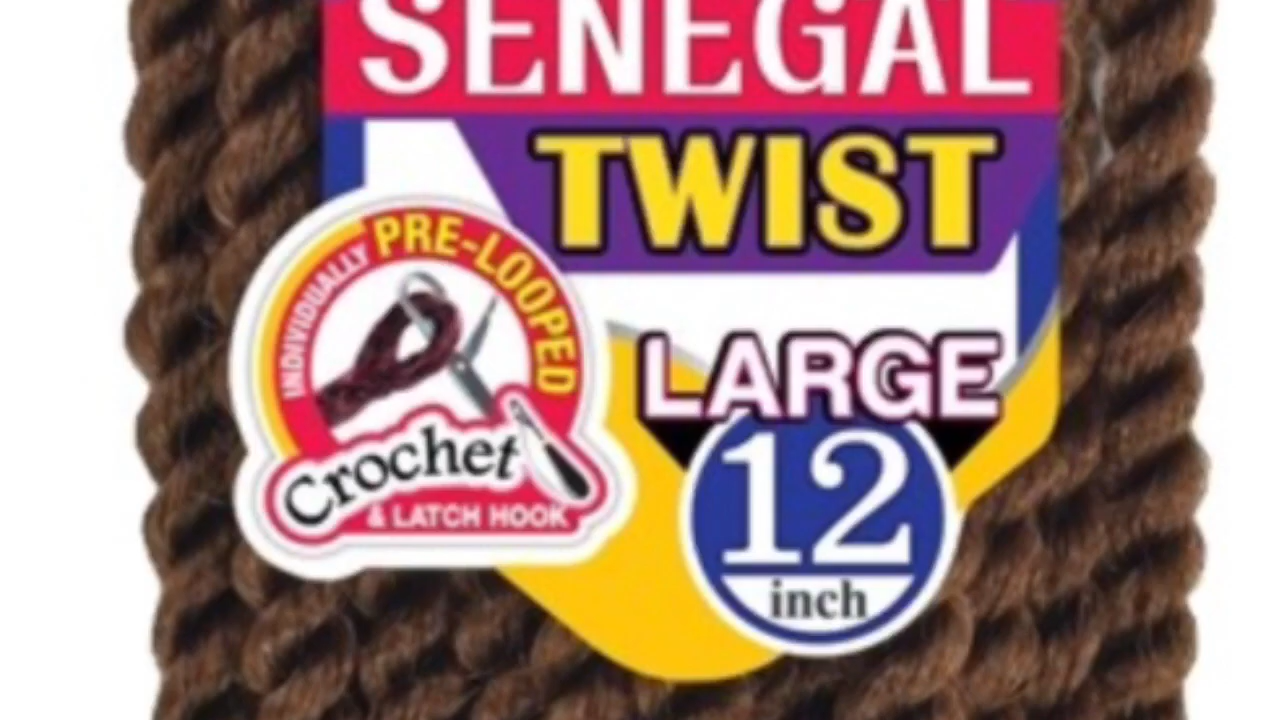 SENEGAL
TWIST
INDIVIDUALLY PRE-LOOPED
Crochet
& LATCH HOOK
LARGE
12
inch